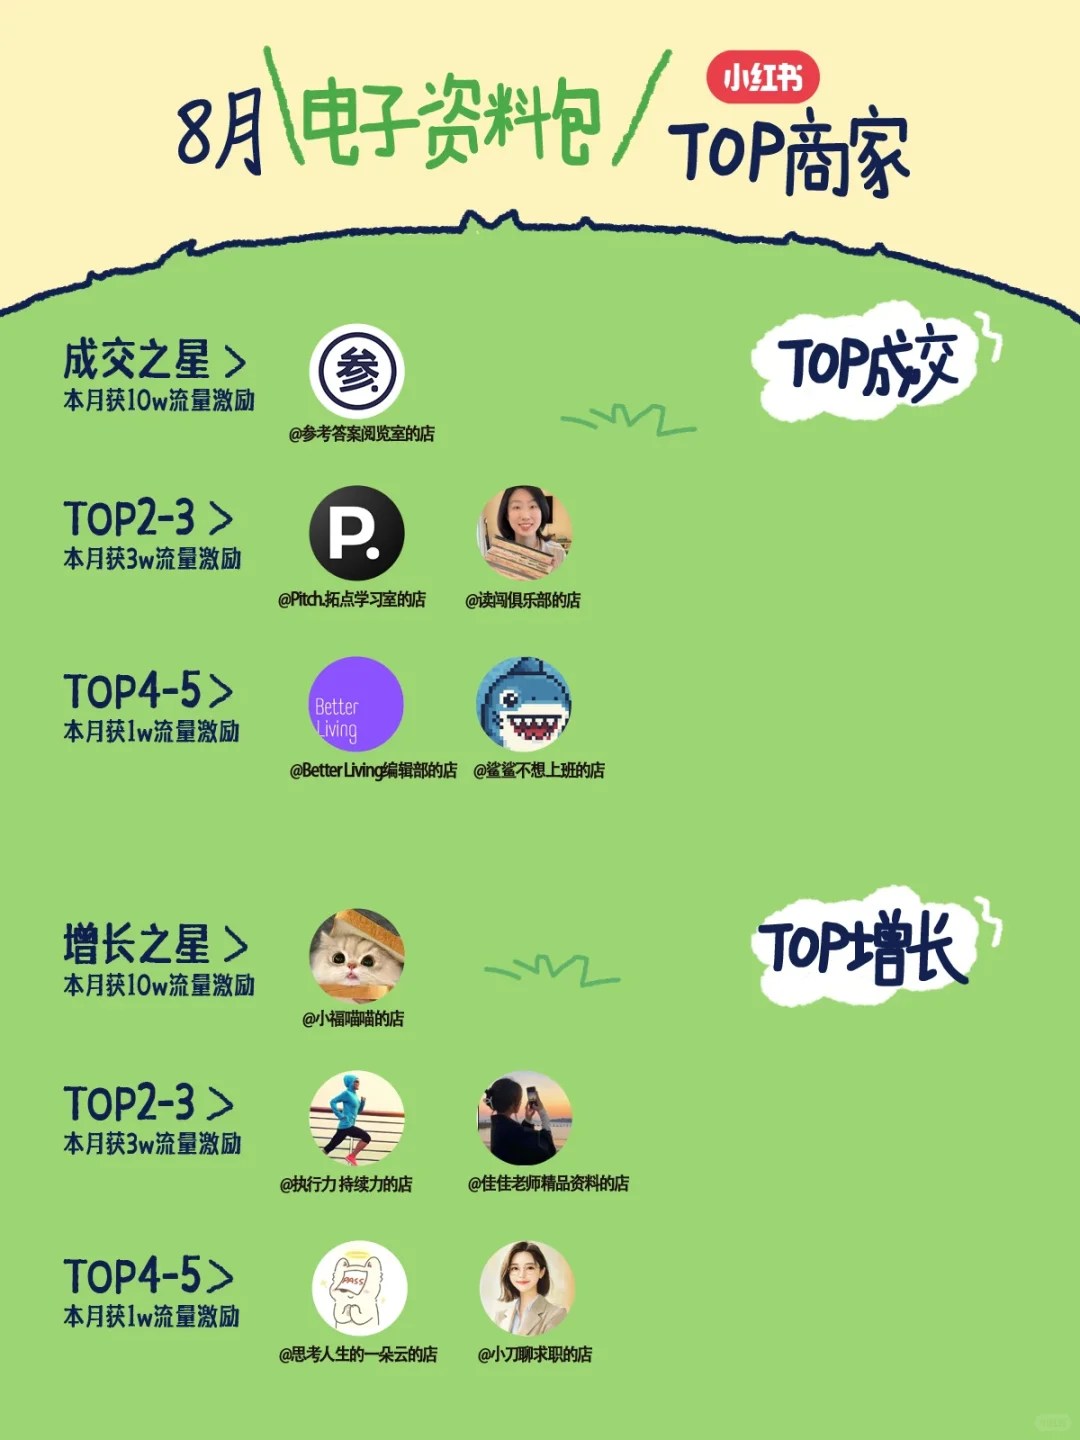 8月\电子资料包/
小红书
TOP商家
成交之星 >
本月获10w流量激励
参.
@参考答案阅览室的店
TOP成交
TOP2-3 >
本月获3w流量激励
P.
@Pitch.拓点学习室的店
@读闯俱乐部的店
TOP4-5 >
本月获1w流量激励
Better
Living
@Better Living编辑部的店
@鲨鲨不想上班的店
增长之星 >
本月获10w流量激励
@小福喵喵的店
TOP增长
TOP2-3 >
本月获3w流量激励
@执行力 持续力的店
@佳佳老师精品资料的店
TOP4-5 >
本月获1w流量激励
PASS
@思考人生的一朵云的店
@小刀聊求职的店